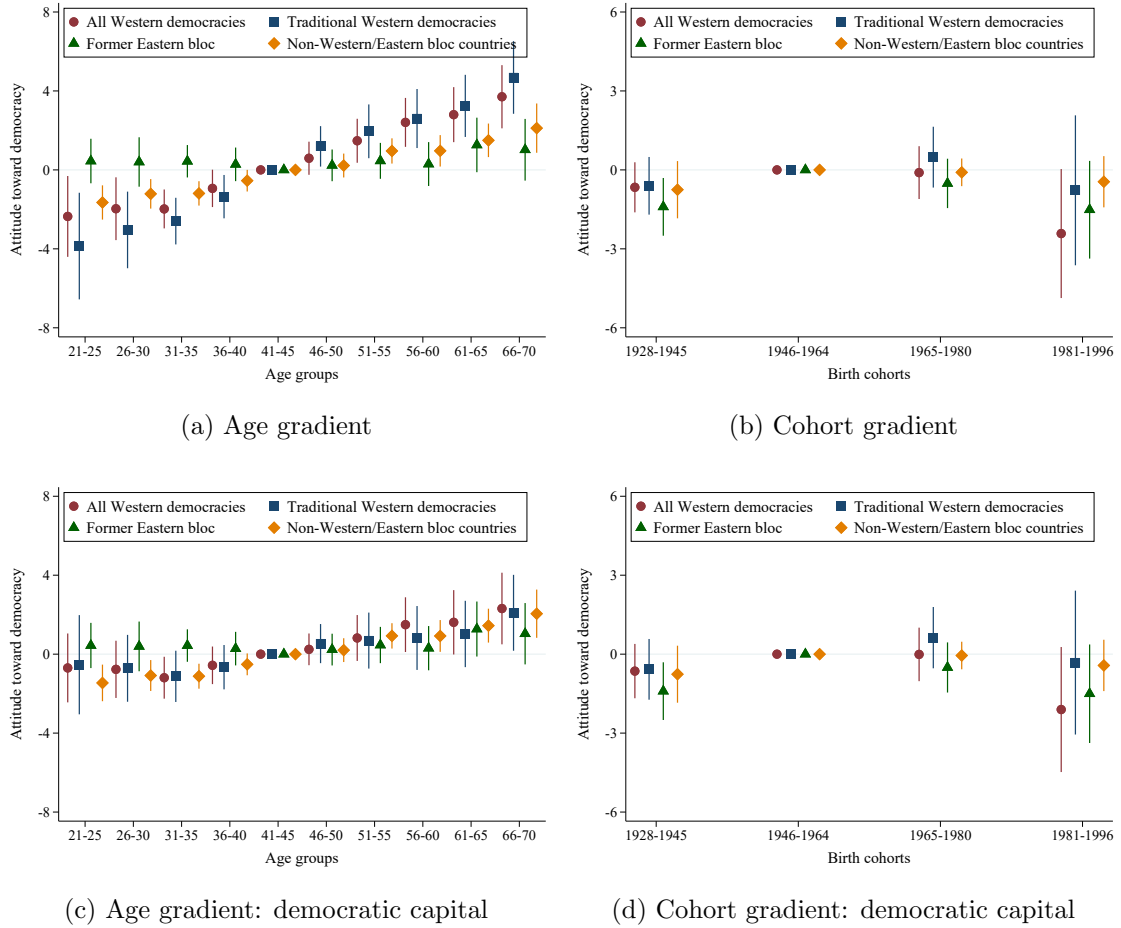 All Western democracies
Traditional Western democracies
Former Eastern bloc
Non-Western/Eastern bloc countries
Attitude toward democracy
8
4
0
-4
-8
21-25 26-30 31-35 36-40 41-45 46-50 51-55 56-60 61-65 66-70
Age groups
(a) Age gradient
All Western democracies
Traditional Western democracies
Former Eastern bloc
Non-Western/Eastern bloc countries
Attitude toward democracy
6
3
0
-3
-6
1928-1945 1946-1964 1965-1980 1981-1996
Birth cohorts
(b) Cohort gradient
All Western democracies
Traditional Western democracies
Former Eastern bloc
Non-Western/Eastern bloc countries
Attitude toward democracy
8
4
0
-4
-8
21-25 26-30 31-35 36-40 41-45 46-50 51-55 56-60 61-65 66-70
Age groups
(c) Age gradient: democratic capital
All Western democracies
Traditional Western democracies
Former Eastern bloc
Non-Western/Eastern bloc countries
Attitude toward democracy
6
3
0
-3
-6
1928-1945 1946-1964 1965-1980 1981-1996
Birth cohorts
(d) Cohort gradient: democratic capital